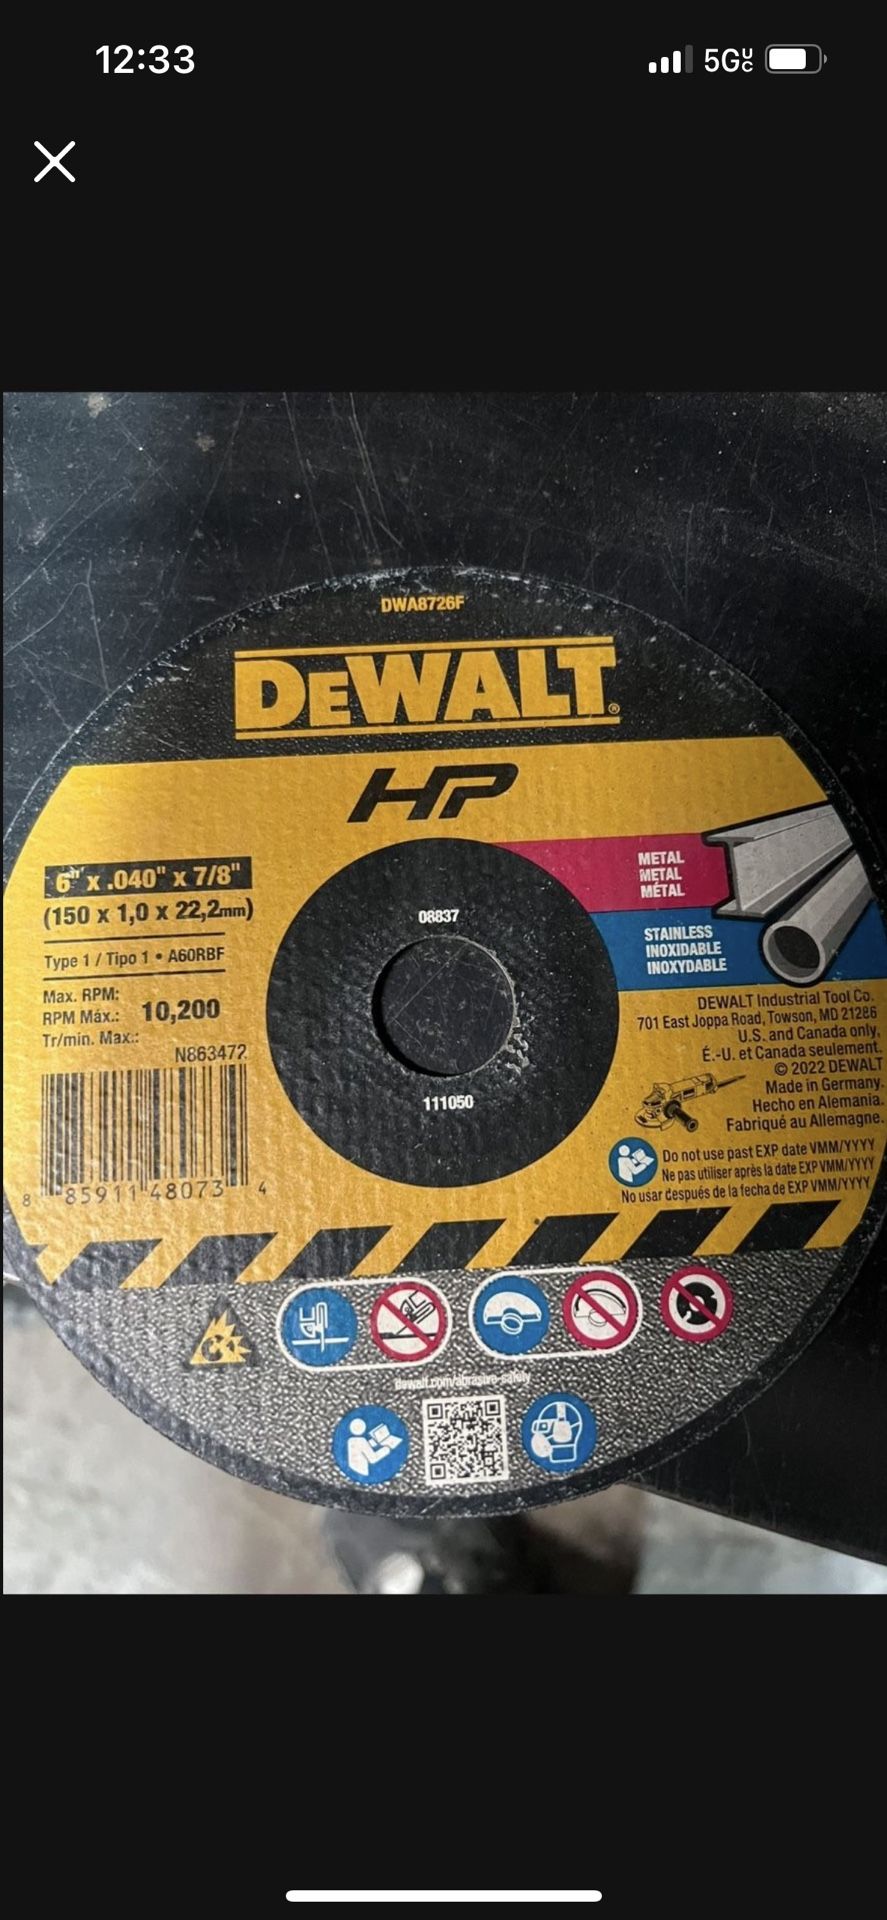 12:33
5GUC
DWA8726F
DEWALT®
HP
6" x .040" x 7/8"
(150 x 1,0 x 22,2mm)
Type 1 / Tipo 1 • A60RBF
Max. RPM:
RPM Máx.: 10,200
Tr/min. Max.:
N863472
8 85911 48073 4
08837
111050
METAL
METAL
MÉTAL
STAINLESS
INOXIDABLE
INOXYDABLE
DEWALT Industrial Tool Co.
701 East Joppa Road, Towson, MD 21286
U.S. and Canada only.
É.-U. et Canada seulement.
© 2022 DEWALT
Made in Germany.
Hecho en Alemania.
Fabriqué au Allemagne.
Do not use past EXP date VMM/YYYY
Ne pas utiliser après la date EXP VMM/YYYY
No usar después de la fecha de EXP VMM/YYYY
dewalt.com/abrasive-safety